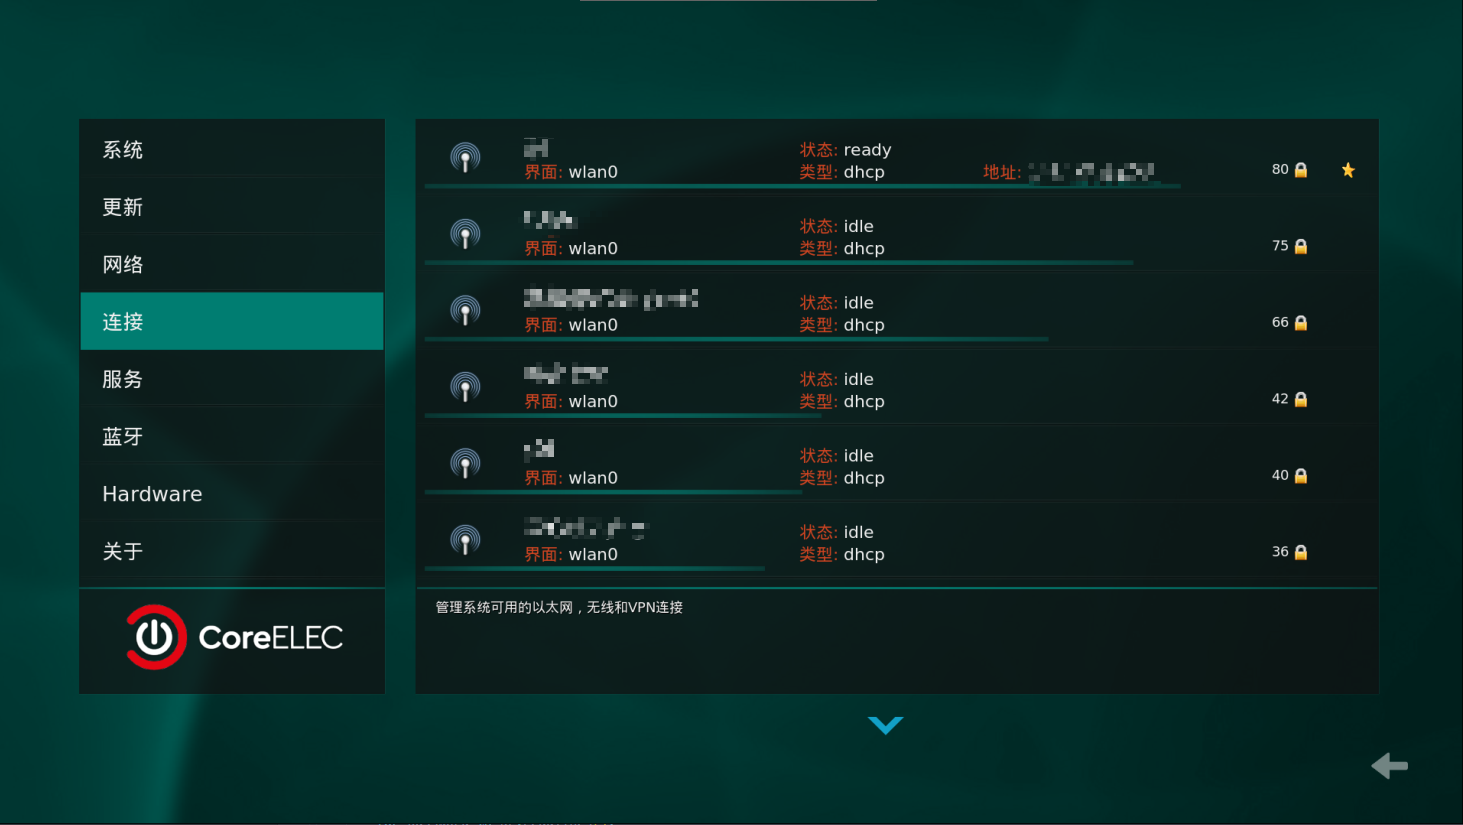 系统
更新
网络
连接
服务
蓝牙
Hardware
关于
CoreELEC
状态: ready
界面: wlan0
类型: dhcp
地址:
80
状态: idle
界面: wlan0
类型: dhcp
75
状态: idle
界面: wlan0
类型: dhcp
66
状态: idle
界面: wlan0
类型: dhcp
42
状态: idle
界面: wlan0
类型: dhcp
40
状态: idle
界面: wlan0
类型: dhcp
36
管理系统可用的以太网，无线和VPN连接